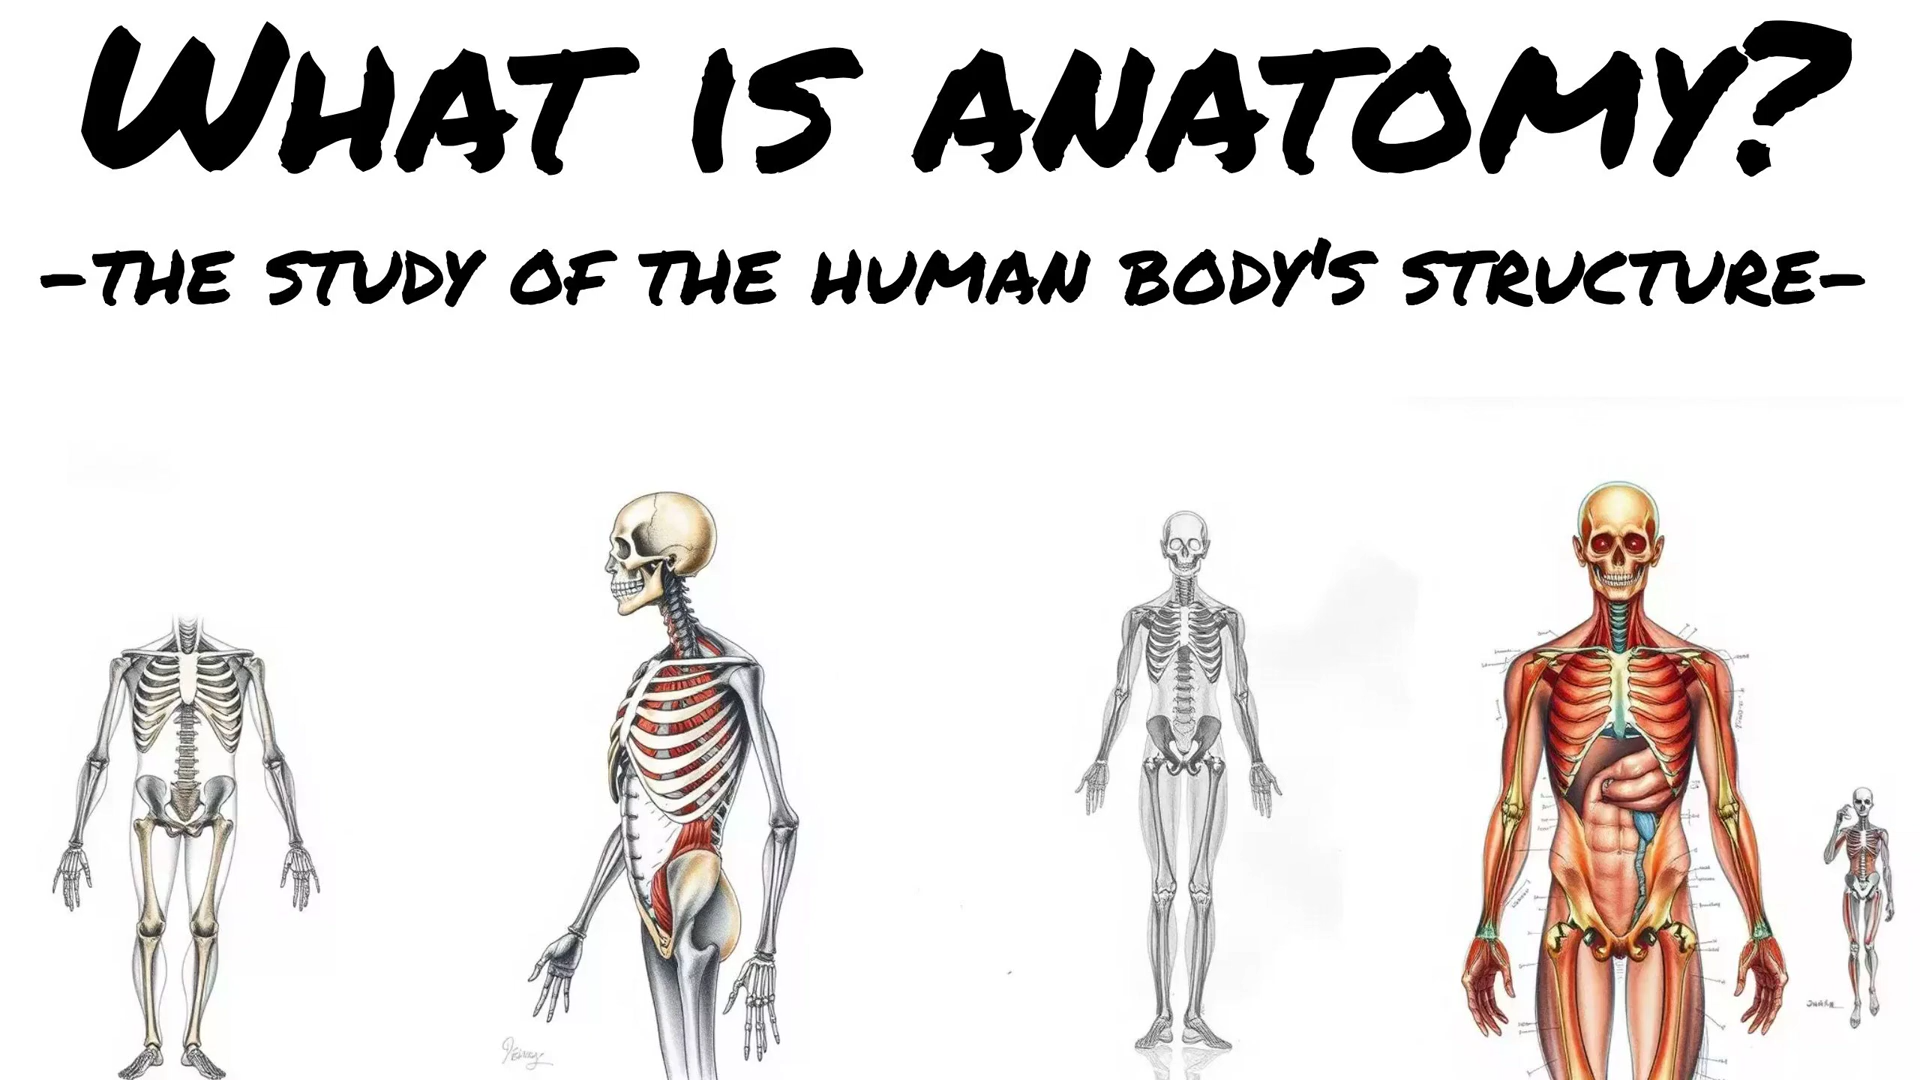 WHAT IS ANATOMY?
-THE STUDY OF THE HUMAN BODY'S STRUCTURE-